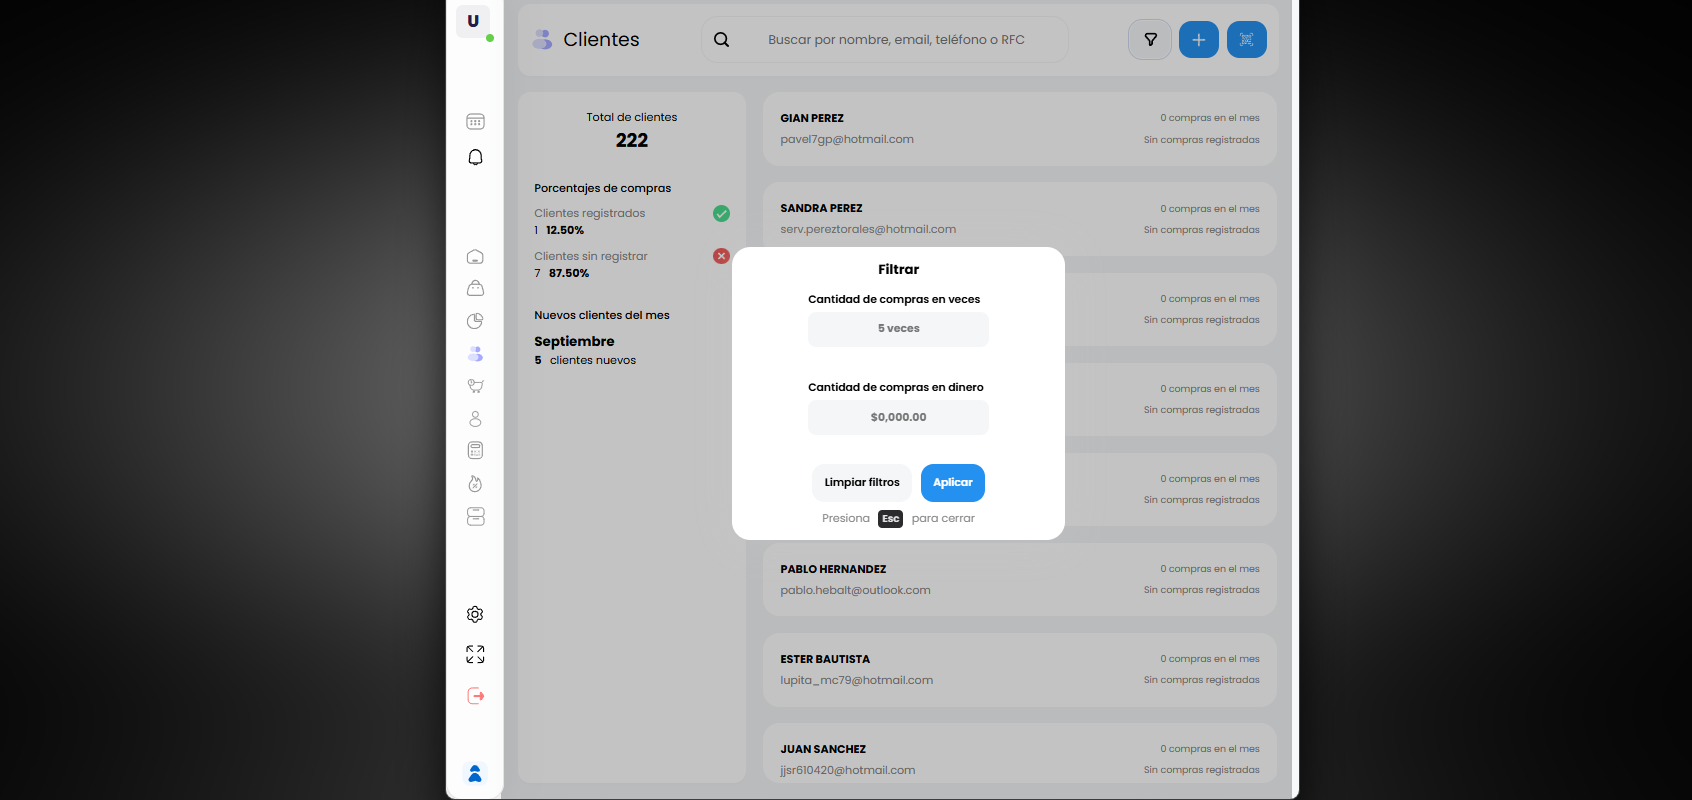 U
Clientes
Buscar por nombre, email, teléfono o RFC
Total de clientes
222
Porcentajes de compras
Clientes registrados
1 12.50%
Clientes sin registrar
7 87.50%
Nuevos clientes del mes
Septiembre
5 clientes nuevos
GIAN PEREZ
0 compras en el mes
pavel7gp@hotmail.com
Sin compras registradas
SANDRA PEREZ
0 compras en el mes
serv.pereztorales@hotmail.com
Sin compras registradas
0 compras en el mes
Sin compras registradas
0 compras en el mes
Sin compras registradas
0 compras en el mes
Sin compras registradas
PABLO HERNANDEZ
0 compras en el mes
pablo.hebalt@outlook.com
Sin compras registradas
ESTER BAUTISTA
0 compras en el mes
lupita_mc79@hotmail.com
Sin compras registradas
JUAN SANCHEZ
0 compras en el mes
jjsr610420@hotmail.com
Sin compras registradas
Filtrar
Cantidad de compras en veces
5 veces
Cantidad de compras en dinero
$0,000.00
Limpiar filtros
Aplicar
Presiona Esc para cerrar